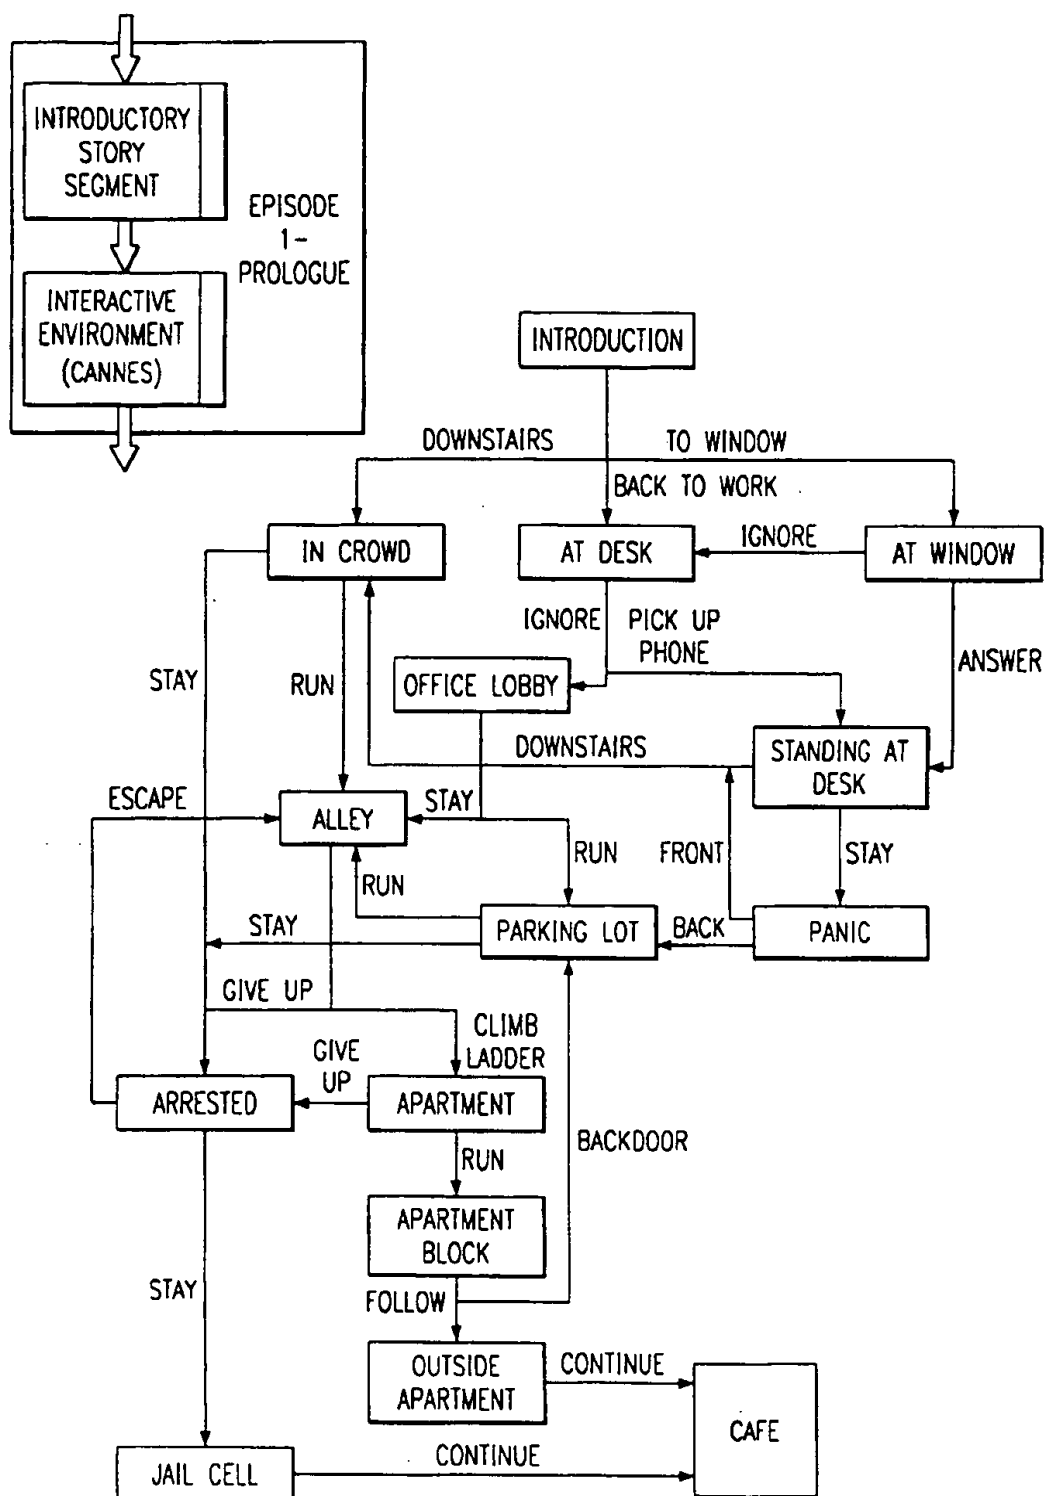 INTRODUCTORY
STORY
SEGMENT
EPISODE
1-
PROLOGUE
INTERACTIVE
ENVIRONMENT
(CANNES)
INTRODUCTION
DOWNSTAIRS
TO WINDOW
BACK TO WORK
IN CROWD
AT DESK
IGNORE
AT WINDOW
IGNORE
PICK UP
PHONE
ANSWER
STAY
RUN
OFFICE LOBBY
DOWNSTAIRS
STANDING AT
DESK
ESCAPE
ALLEY
STAY
RUN
FRONT
STAY
RUN
STAY
PARKING LOT
BACK
PANIC
GIVE UP
CLIMB
LADDER
GIVE
UP
ARRESTED
APARTMENT
BACKDOOR
RUN
APARTMENT
BLOCK
STAY
FOLLOW
OUTSIDE
APARTMENT
CONTINUE
CAFE
JAIL CELL
CONTINUE